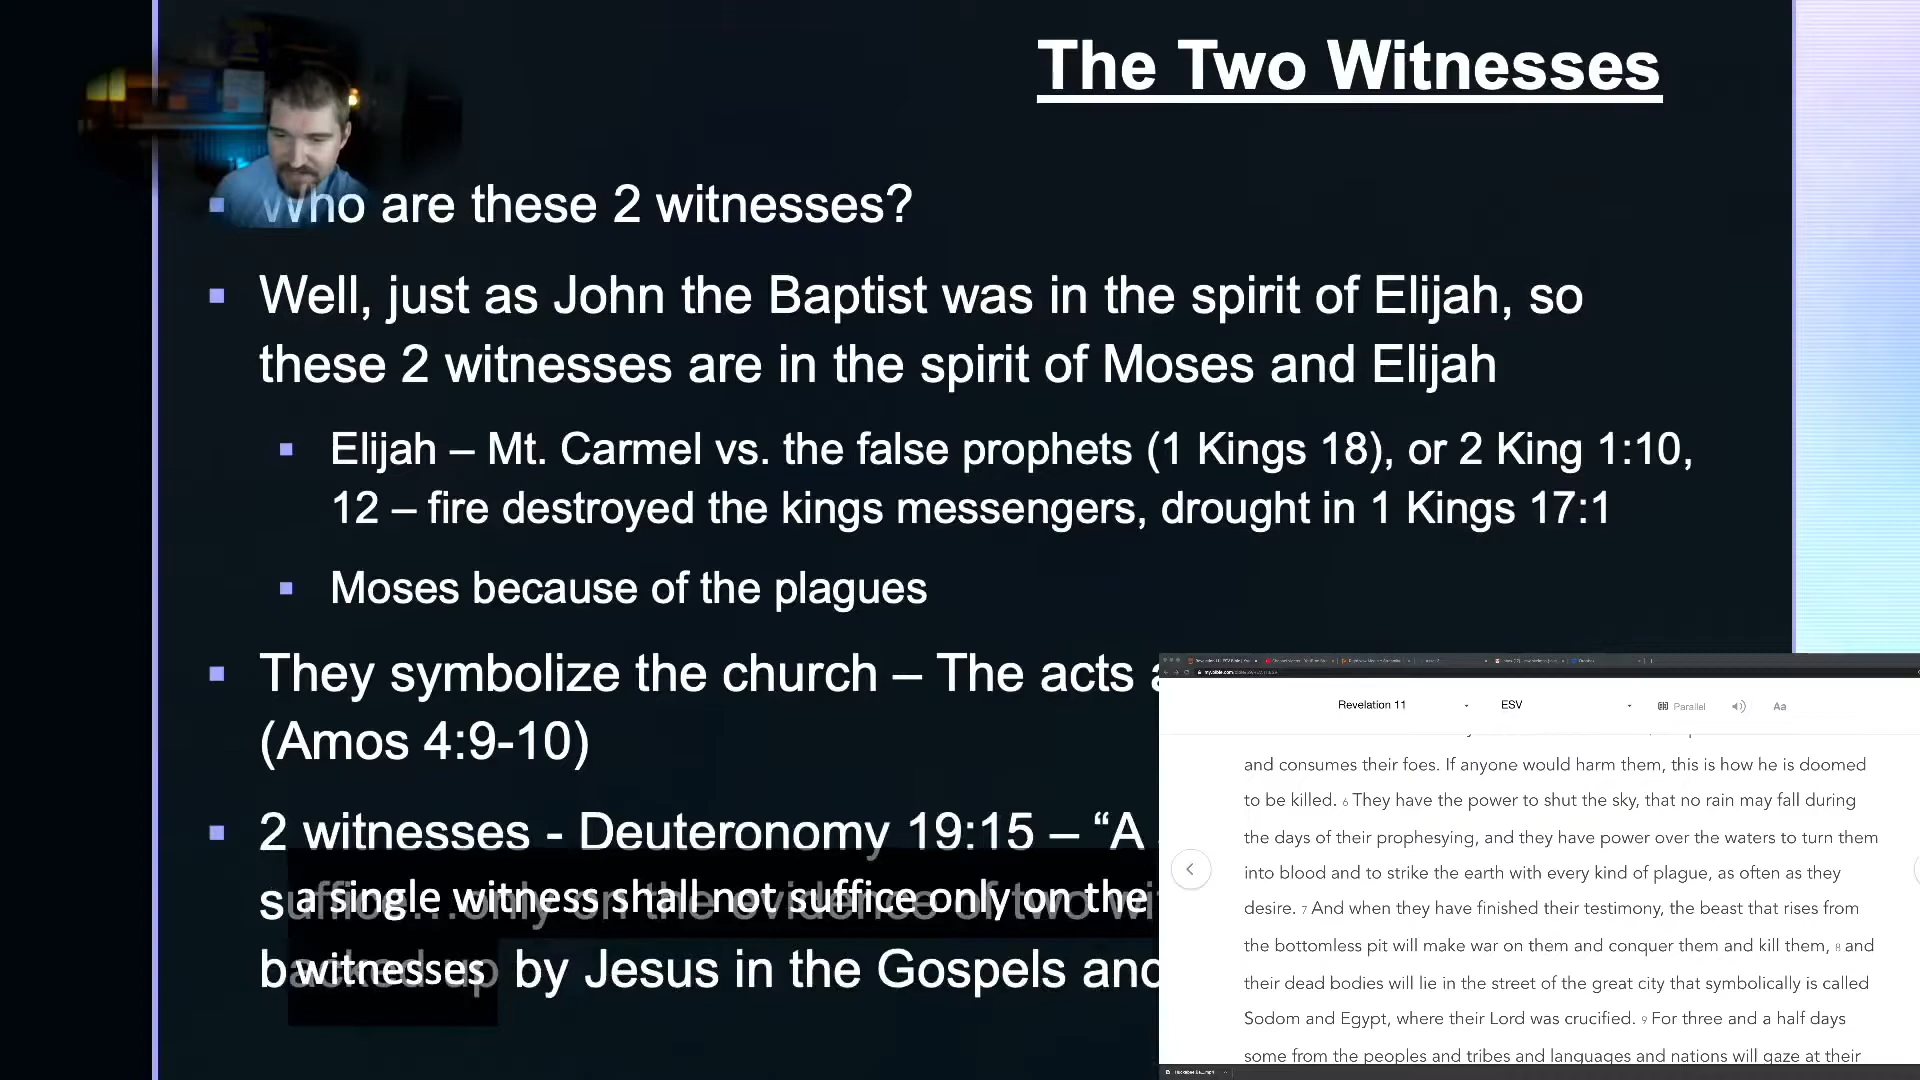 The Two Witnesses
Who are these 2 witnesses?
Well, just as John the Baptist was in the spirit of Elijah, so
these 2 witnesses are in the spirit of Moses and Elijah
Elijah – Mt. Carmel vs. the false prophets (1 Kings 18), or 2 King 1:10,
12 – fire destroyed the kings messengers, drought in 1 Kings 17:1
Moses because of the plagues
They symbolize the church – The acts
(Amos 4:9-10)
2 witnesses - Deuteronomy 19:15 – “A
suffice…only on the evidence of two
backed up by Jesus in the Gospels and
a single witness shall not suffice only on the
witnesses
Revelation 11
ESV
Parallel
Aa
and consumes their foes. If anyone would harm them, this is how he is doomed
to be killed. 6 They have the power to shut the sky, that no rain may fall during
the days of their prophesying, and they have power over the waters to turn them
into blood and to strike the earth with every kind of plague, as often as they
desire. 7 And when they have finished their testimony, the beast that rises from
the bottomless pit will make war on them and conquer them and kill them, 8 and
their dead bodies will lie in the street of the great city that symbolically is called
Sodom and Egypt, where their Lord was crucified. 9 For three and a half days
some from the peoples and tribes and languages and nations will gaze at their